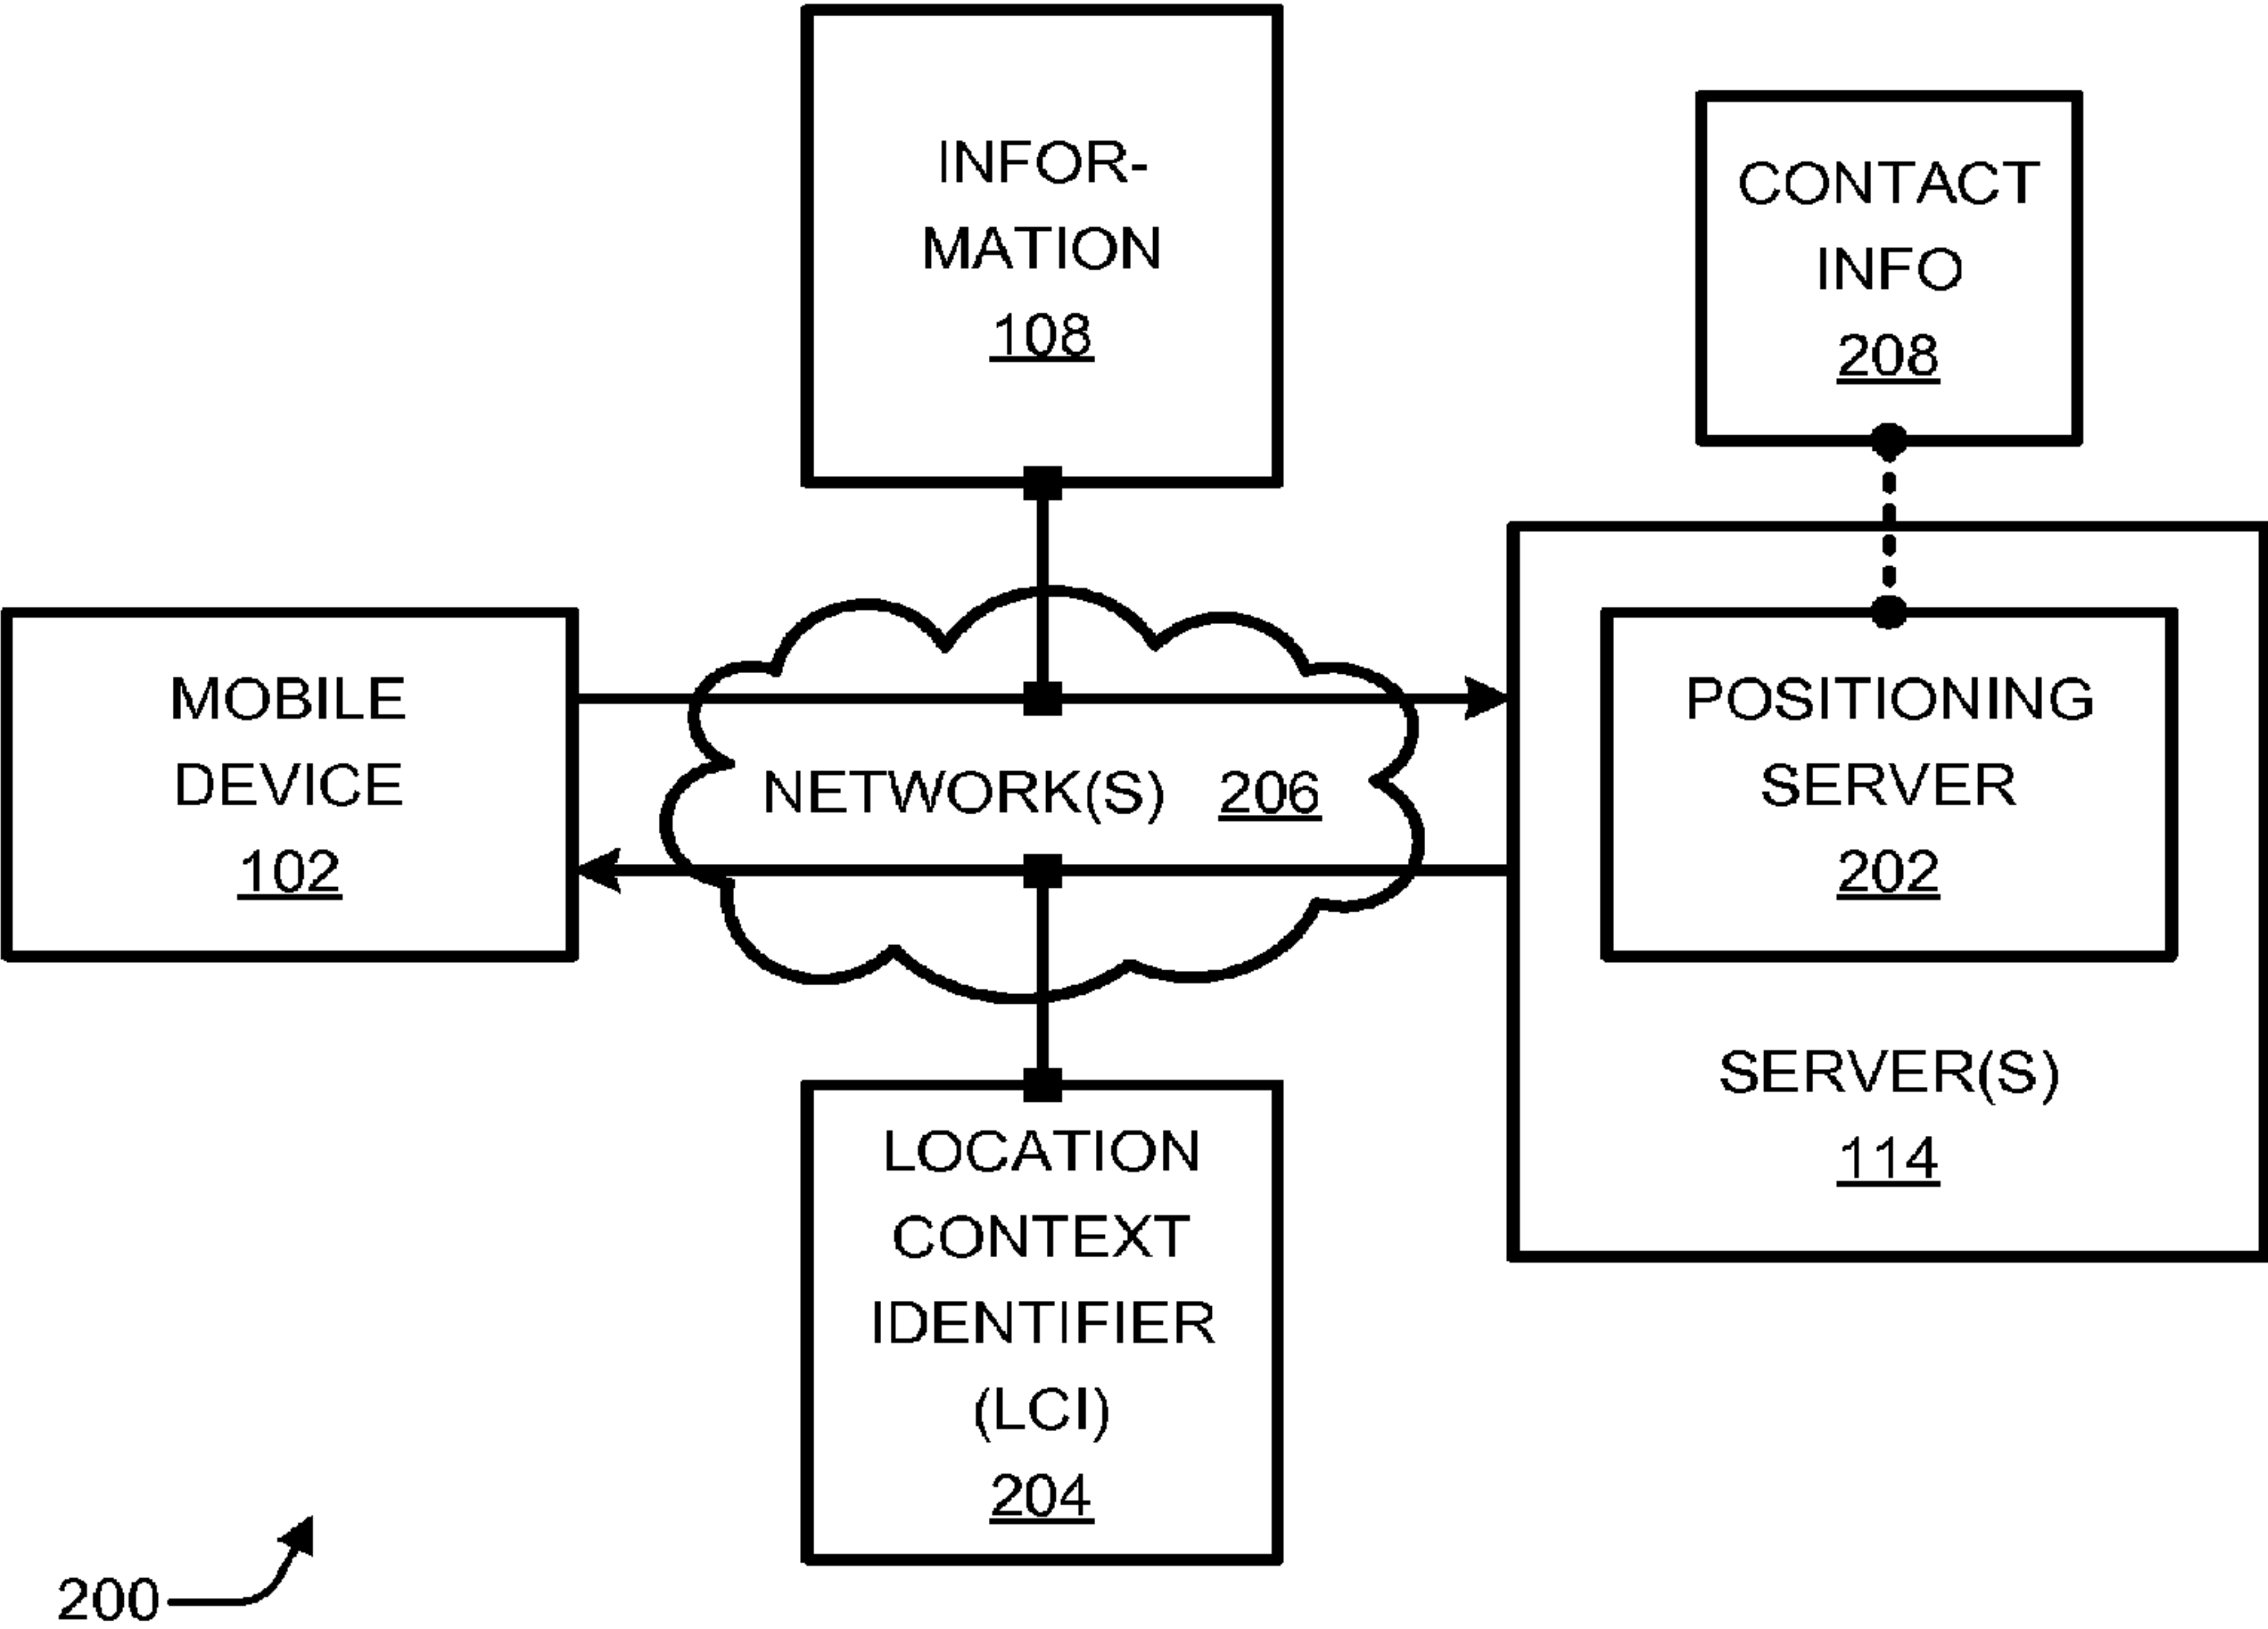 INFOR-
MATION
108
CONTACT
INFO
208
MOBILE
DEVICE
102
NETWORK(S) 206
POSITIONING
SERVER
202
SERVER(S)
114
LOCATION
CONTEXT
IDENTIFIER
(LCI)
204
200